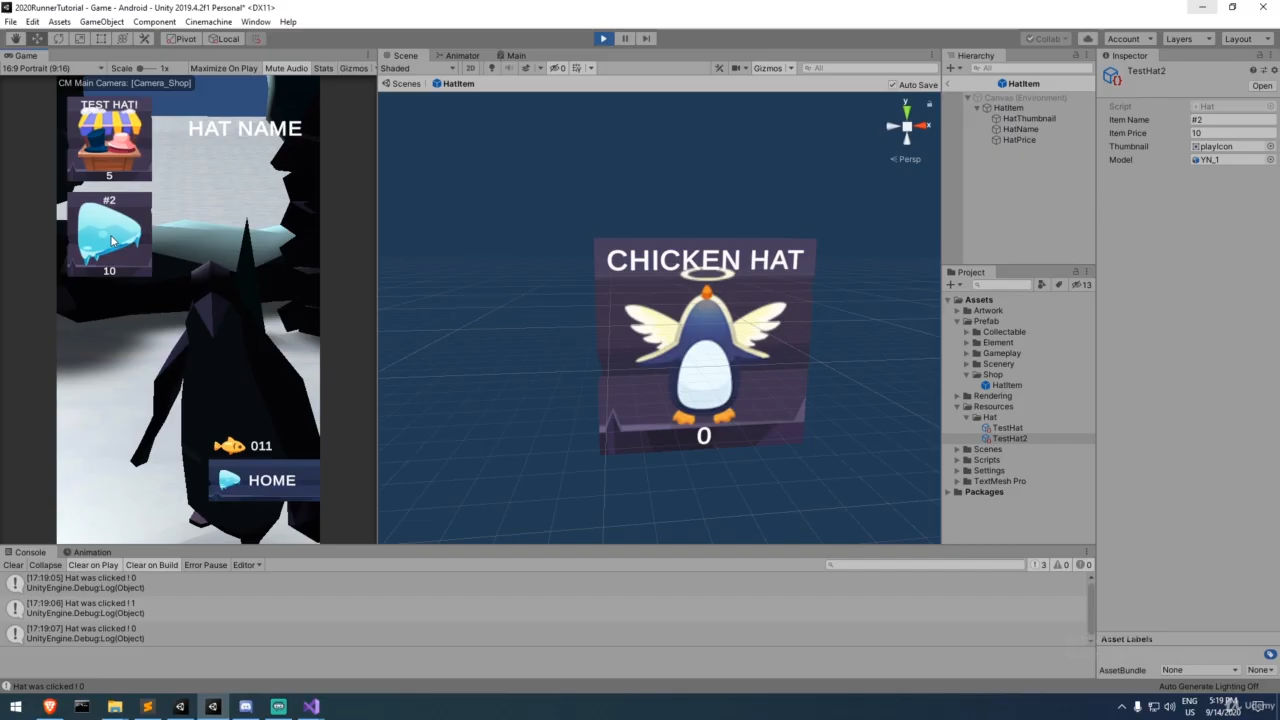 2020RunnerTutorial - Game - Android - Unity 2019.4.2f1 Personal* <DX11>
File Edit Assets GameObject Component Cinemachine Window Help
Pivot Local Collab Account Layers Layout
Game
16:9 Portrait (9:16) Scale 1x Maximize On Play Mute Audio Stats Gizmos
CM Main Camera: [Camera_Shop]
TEST HAT!
HAT NAME
5
#2
10
011
HOME
Scene Animator Main
Shaded 2D 0 Gizmos All
Scenes HatItem Auto Save
y
x
Persp
CHICKEN HAT
0
Hierarchy
All
HatItem
Canvas (Environment)
HatItem
HatThumbnail
HatName
HatPrice
Project
13
Assets
Artwork
Prefab
Collectable
Element
Gameplay
Scenery
Shop
HatItem
Rendering
Resources
Hat
TestHat
TestHat2
Scenes
Scripts
Settings
TextMesh Pro
Packages
Inspector
TestHat2
Open
Script Hat
Item Name #2
Item Price 10
Thumbnail playIcon
Model YN_1
Asset Labels
AssetBundle None None
Console Animation
Clear Collapse Clear on Play Clear on Build Error Pause Editor 3 0 0
[17:19:05] Hat was clicked ! 0
UnityEngine.Debug:Log(Object)
[17:19:06] Hat was clicked ! 1
UnityEngine.Debug:Log(Object)
[17:19:07] Hat was clicked ! 0
UnityEngine.Debug:Log(Object)
Hat was clicked ! 0
Auto Generate Lighting Off
ENG
US
5:19 PM
9/14/2020
Udemy